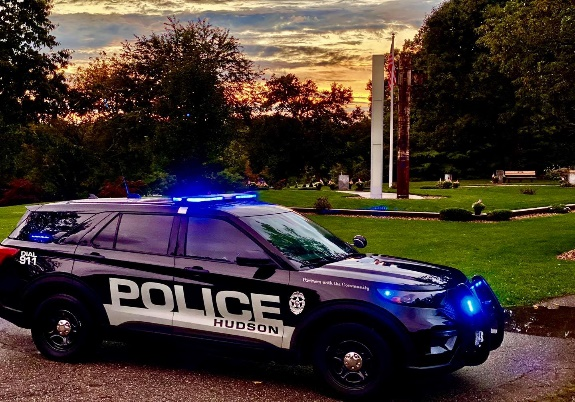 DIAL
911
POLICE
HUDSON
Partners with the Community